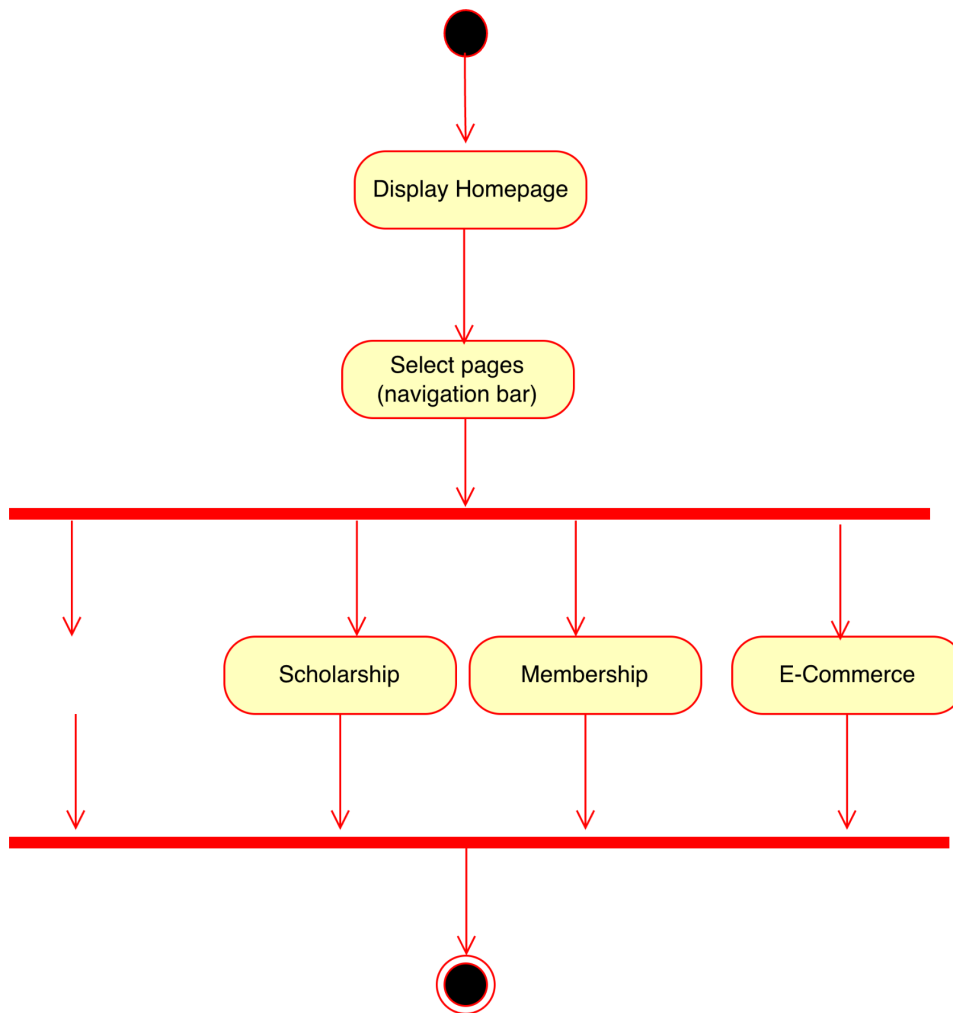 Display Homepage
Select pages
(navigation bar)
Scholarship
Membership
E-Commerce